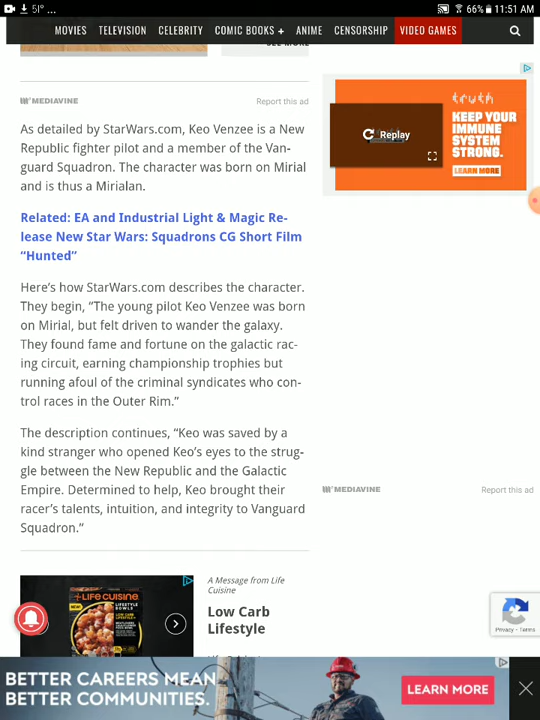 51° ...
66% 11:51 AM
MOVIES TELEVISION CELEBRITY COMIC BOOKS + ANIME CENSORSHIP VIDEO GAMES
SEE MORE
MEDIAVINE Report this ad
As detailed by StarWars.com, Keo Venzee is a New
Republic fighter pilot and a member of the Van-
guard Squadron. The character was born on Mirial
and is thus a Mirialan.
Related: EA and Industrial Light & Magic Re-
lease New Star Wars: Squadrons CG Short Film
“Hunted”
Here’s how StarWars.com describes the character.
They begin, “The young pilot Keo Venzee was born
on Mirial, but felt driven to wander the galaxy.
They found fame and fortune on the galactic rac-
ing circuit, earning championship trophies but
running afoul of the criminal syndicates who con-
trol races in the Outer Rim.”
The description continues, “Keo was saved by a
kind stranger who opened Keo’s eyes to the strug-
gle between the New Republic and the Galactic
Empire. Determined to help, Keo brought their
racer’s talents, intuition, and integrity to Vanguard
Squadron.”
truth
Replay
KEEP YOUR
IMMUNE
SYSTEM
STRONG.
LEARN MORE
MEDIAVINE Report this ad
LIFE CUISINE
LIFESTYLE
BOWLS
LOW CARB
LIFESTYLE
A Message from Life
Cuisine
Low Carb
Lifestyle
Privacy - Terms
BETTER CAREERS MEAN
BETTER COMMUNITIES.
LEARN MORE